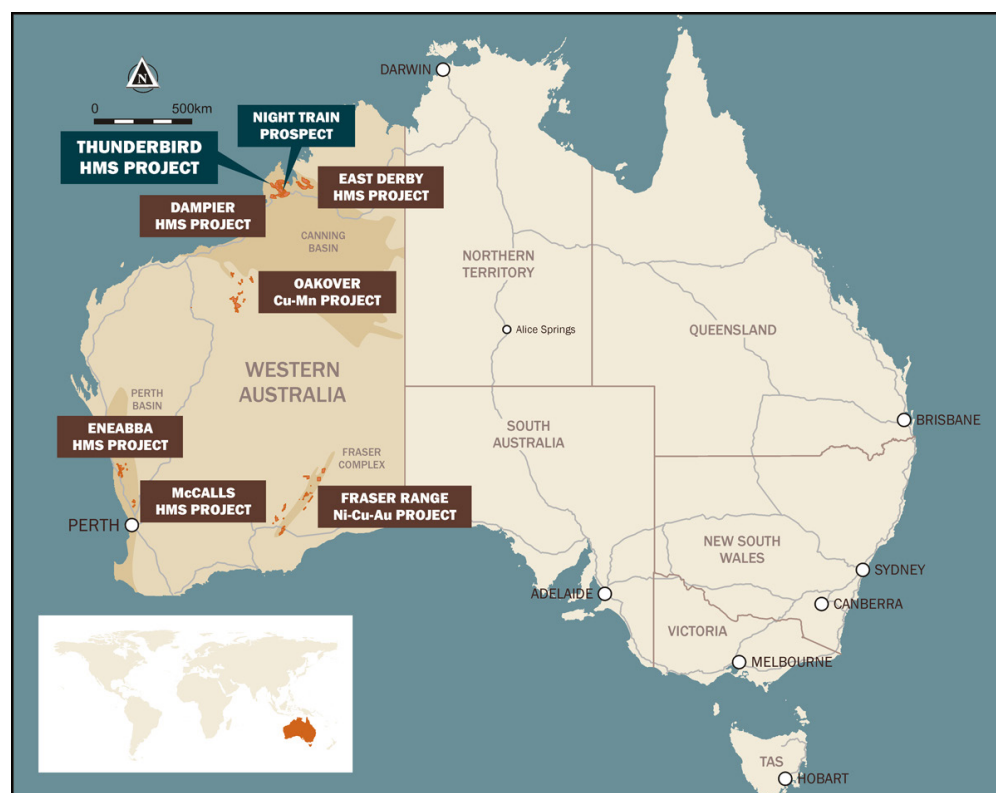 DARWIN
N
0 500km
NIGHT TRAIN
PROSPECT
THUNDERBIRD
HMS PROJECT
EAST DERBY
HMS PROJECT
DAMPIER
HMS PROJECT
CANNING
BASIN
NORTHERN
TERRITORY
OAKOVER
Cu-Mn PROJECT
Alice Springs
QUEENSLAND
WESTERN
AUSTRALIA
PERTH
BASIN
SOUTH
AUSTRALIA
BRISBANE
ENEABBA
HMS PROJECT
FRASER
COMPLEX
McCALLS
HMS PROJECT
FRASER RANGE
Ni-Cu-Au PROJECT
PERTH
NEW SOUTH
WALES
SYDNEY
ADELAIDE
CANBERRA
VICTORIA
MELBOURNE
TAS
HOBART